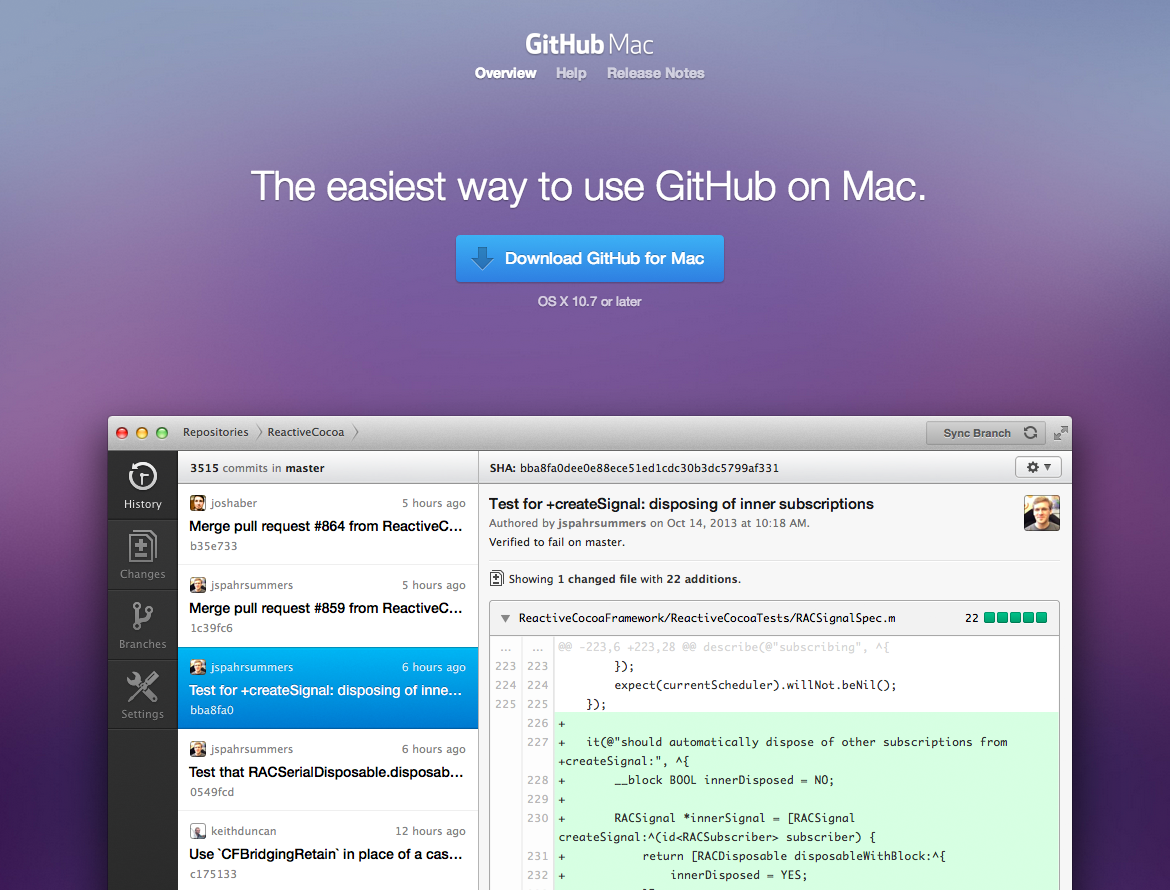 GitHub Mac
Overview Help Release Notes
The easiest way to use GitHub on Mac.
Download GitHub for Mac
OS X 10.7 or later
Repositories ReactiveCocoa Sync Branch
History
Changes
Branches
Settings
3515 commits in master
joshaber 5 hours ago
Merge pull request #864 from ReactiveC...
b35e733
jspahrsummers 5 hours ago
Merge pull request #859 from ReactiveC...
1c39fc6
jspahrsummers 6 hours ago
Test for +createSignal: disposing of inne...
bba8fa0
jspahrsummers 6 hours ago
Test that RACSerialDisposable.disposab...
0549fcd
keithduncan 12 hours ago
Use `CFBridgingRetain` in place of a cas...
c175133
SHA: bba8fa0dee0e88ece51ed1cdc30b3dc5799af331
Test for +createSignal: disposing of inner subscriptions
Authored by jspahrsummers on Oct 14, 2013 at 10:18 AM.
Verified to fail on master.
Showing 1 changed file with 22 additions.
ReactiveCocoaFramework/ReactiveCocoaTests/RACSignalSpec.m 22
... ... @@ -223,6 +223,28 @@ describe(@"subscribing", ^{
223 223 });
224 224 expect(currentScheduler).willNot.beNil();
225 225 });
226 +
227 + it(@"should automatically dispose of other subscriptions from
+createSignal:", ^{
228 + __block BOOL innerDisposed = NO;
229 +
230 + RACSignal *innerSignal = [RACSignal
createSignal:^(id<RACSubscriber> subscriber) {
231 + return [RACDisposable disposableWithBlock:^{
232 + innerDisposed = YES;